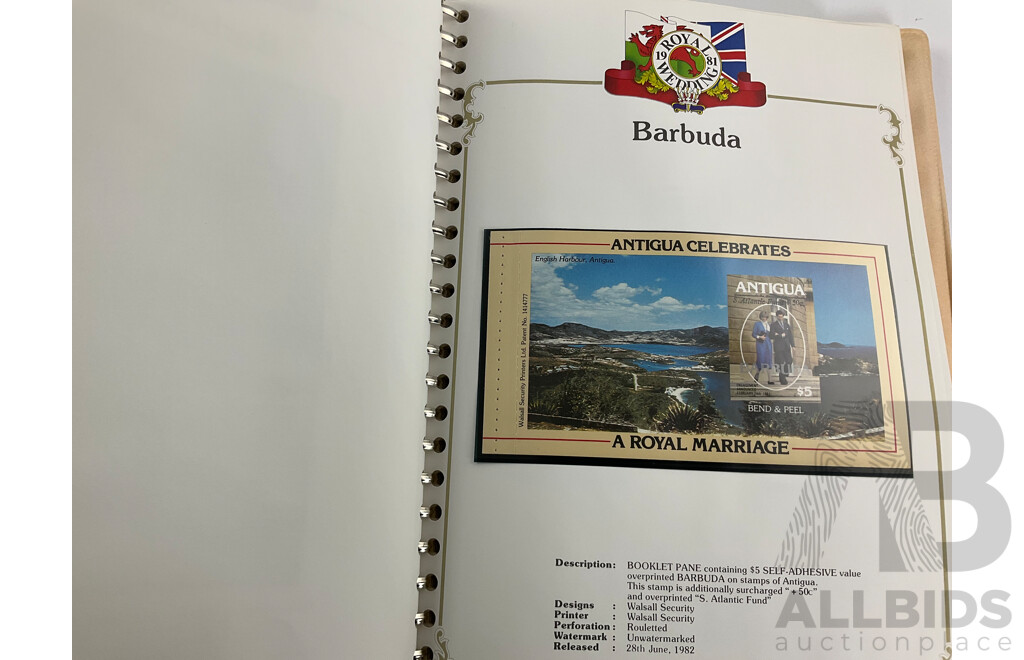 ROYAL
19 81
WEDDING
Barbuda
ANTIGUA CELEBRATES
English Harbour, Antigua.
Walsall Security Printers Ltd. Patent No. 1414777
ANTIGUA
S. Atlantic Fund + 50c
BARBUDA
$5
BEND & PEEL
A ROYAL MARRIAGE
Description: BOOKLET PANE containing $5 SELF-ADHESIVE value
overprinted BARBUDA on stamps of Antigua.
This stamp is additionally surcharged "+50c"
and overprinted "S. Atlantic Fund"
Designs : Walsall Security
Printer : Walsall Security
Perforation : Rouletted
Watermark : Unwatermarked
Released : 28th June, 1982
AB
ALLBIDS
auctionplace